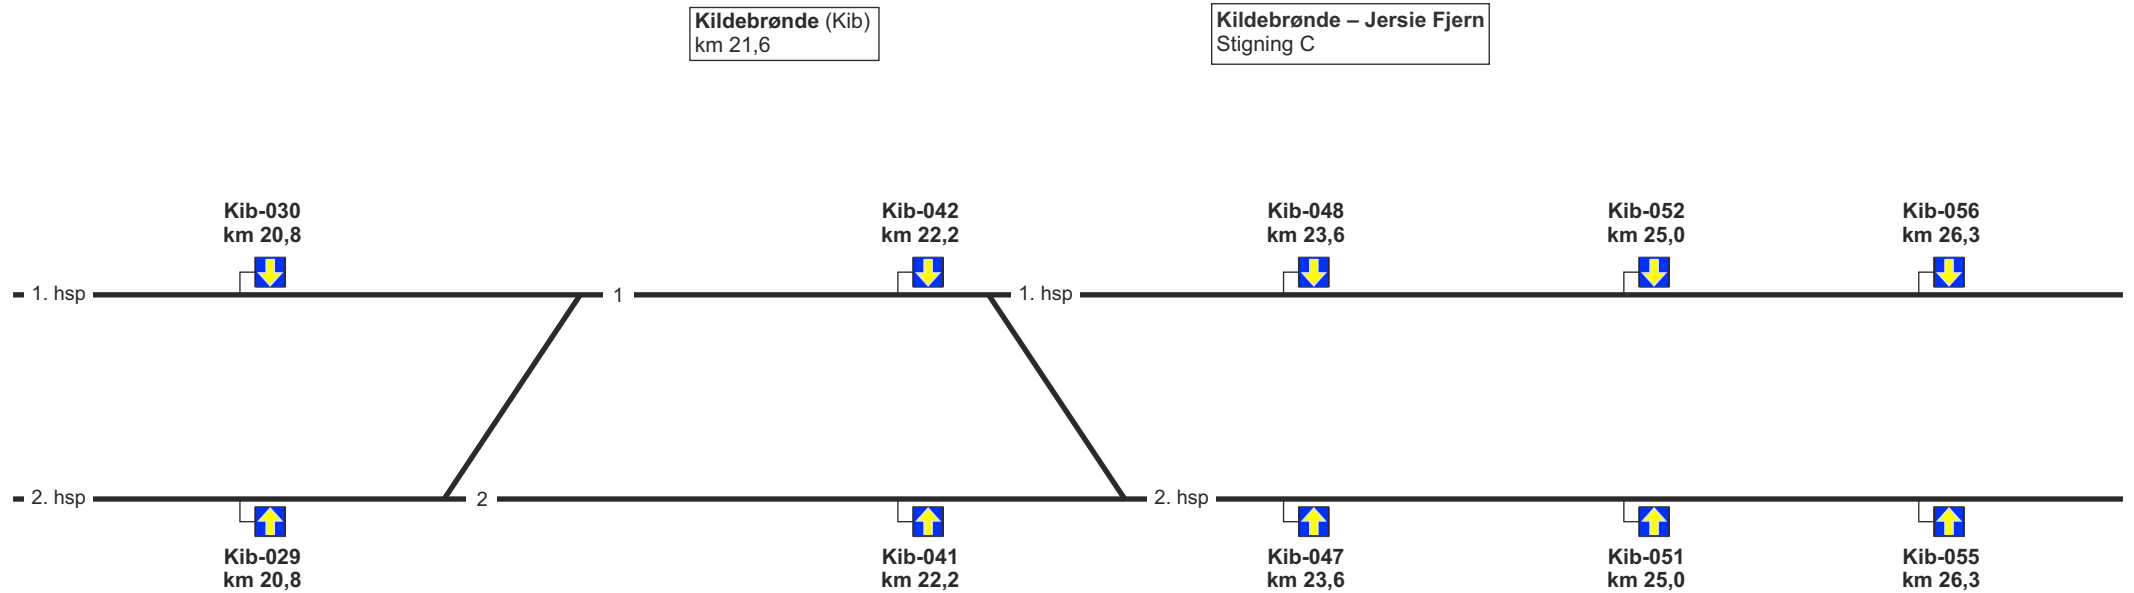 Kildebrønde (Kib)
km 21,6
Kildebrønde – Jersie Fjern
Stigning C
Kib-030
km 20,8
Kib-042
km 22,2
Kib-048
km 23,6
Kib-052
km 25,0
Kib-056
km 26,3
1. hsp
1
1. hsp
2. hsp
2
2. hsp
Kib-029
km 20,8
Kib-041
km 22,2
Kib-047
km 23,6
Kib-051
km 25,0
Kib-055
km 26,3